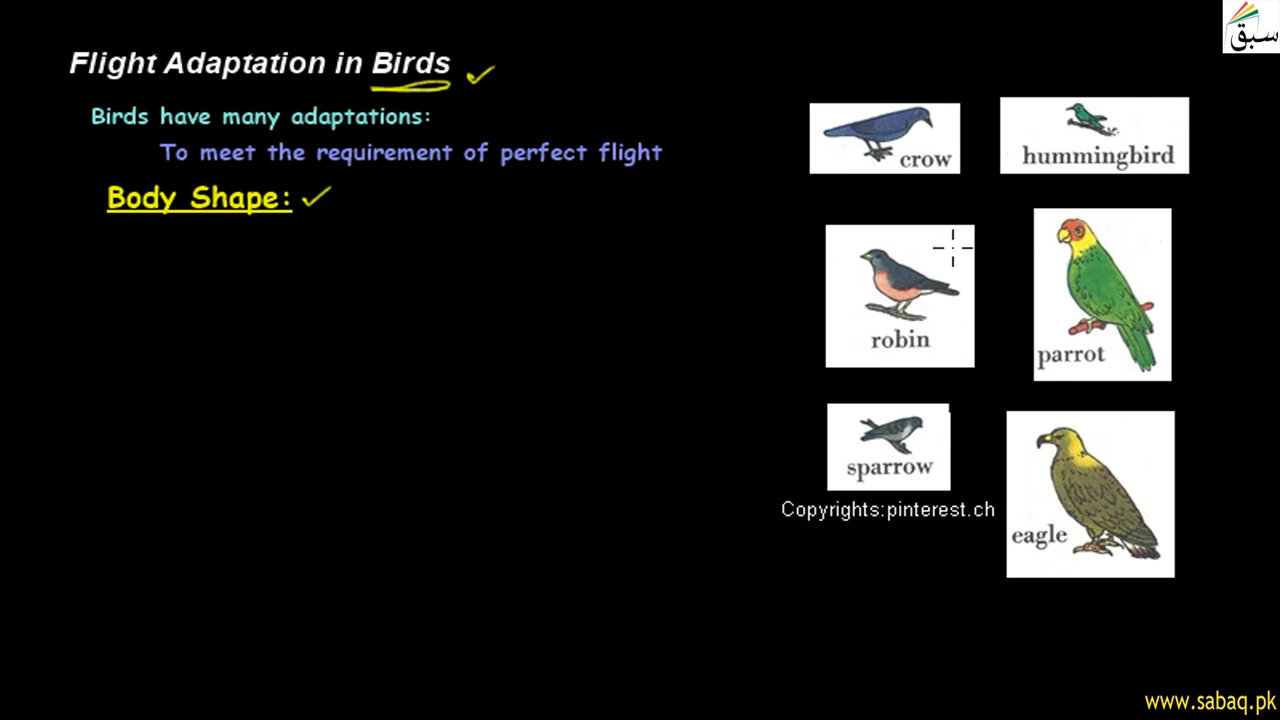 سبق
Flight Adaptation in Birds
Birds have many adaptations:
To meet the requirement of perfect flight
Body Shape:
crow
hummingbird
robin
parrot
sparrow
Copyrights:pinterest.ch
eagle
www.sabaq.pk